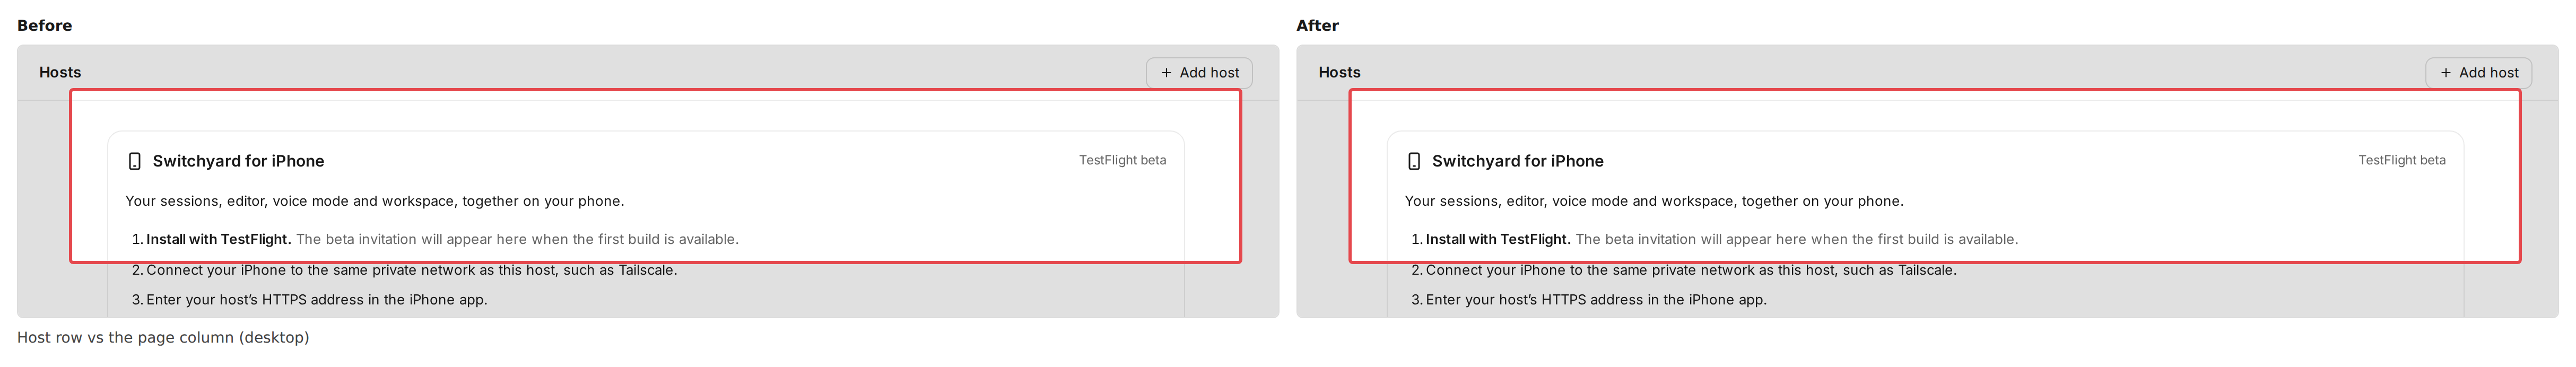 Before
Hosts
+ Add host
Switchyard for iPhone
TestFlight beta
Your sessions, editor, voice mode and workspace, together on your phone.
1. Install with TestFlight. The beta invitation will appear here when the first build is available.
2. Connect your iPhone to the same private network as this host, such as Tailscale.
3. Enter your host’s HTTPS address in the iPhone app.
Host row vs the page column (desktop)
After
Hosts
+ Add host
Switchyard for iPhone
TestFlight beta
Your sessions, editor, voice mode and workspace, together on your phone.
1. Install with TestFlight. The beta invitation will appear here when the first build is available.
2. Connect your iPhone to the same private network as this host, such as Tailscale.
3. Enter your host’s HTTPS address in the iPhone app.